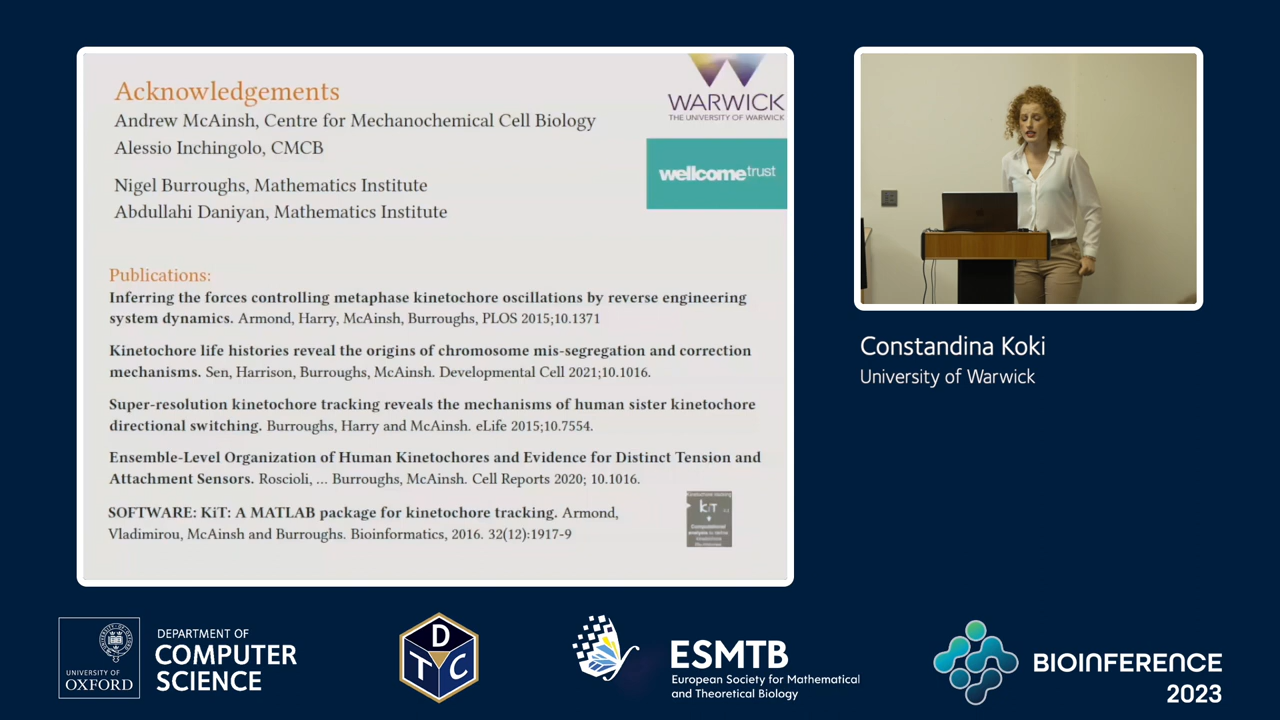 Acknowledgements
Andrew McAinsh, Centre for Mechanochemical Cell Biology
Alessio Inchingolo, CMCB
Nigel Burroughs, Mathematics Institute
Abdullahi Daniyan, Mathematics Institute
WARWICK
THE UNIVERSITY OF WARWICK
wellcometrust
Publications:
Inferring the forces controlling metaphase kinetochore oscillations by reverse engineering
system dynamics. Armond, Harry, McAinsh, Burroughs, PLOS 2015;10.1371
Kinetochore life histories reveal the origins of chromosome mis-segregation and correction
mechanisms. Sen, Harrison, Burroughs, McAinsh. Developmental Cell 2021;10.1016.
Super-resolution kinetochore tracking reveals the mechanisms of human sister kinetochore
directional switching. Burroughs, Harry and McAinsh. eLife 2015;10.7554.
Ensemble-Level Organization of Human Kinetochores and Evidence for Distinct Tension and
Attachment Sensors. Roscioli, ... Burroughs, McAinsh. Cell Reports 2020; 10.1016.
SOFTWARE: KiT: A MATLAB package for kinetochore tracking. Armond,
Vladimirou, McAinsh and Burroughs. Bioinformatics, 2016. 32(12):1917-9
Kinetochore tracking
KiT
Computational
Constandina Koki
University of Warwick
UNIVERSITY OF
OXFORD
DEPARTMENT OF
COMPUTER
SCIENCE
D
T C
ESMTB
European Society for Mathematical
and Theoretical Biology
BIOINFERENCE
2023